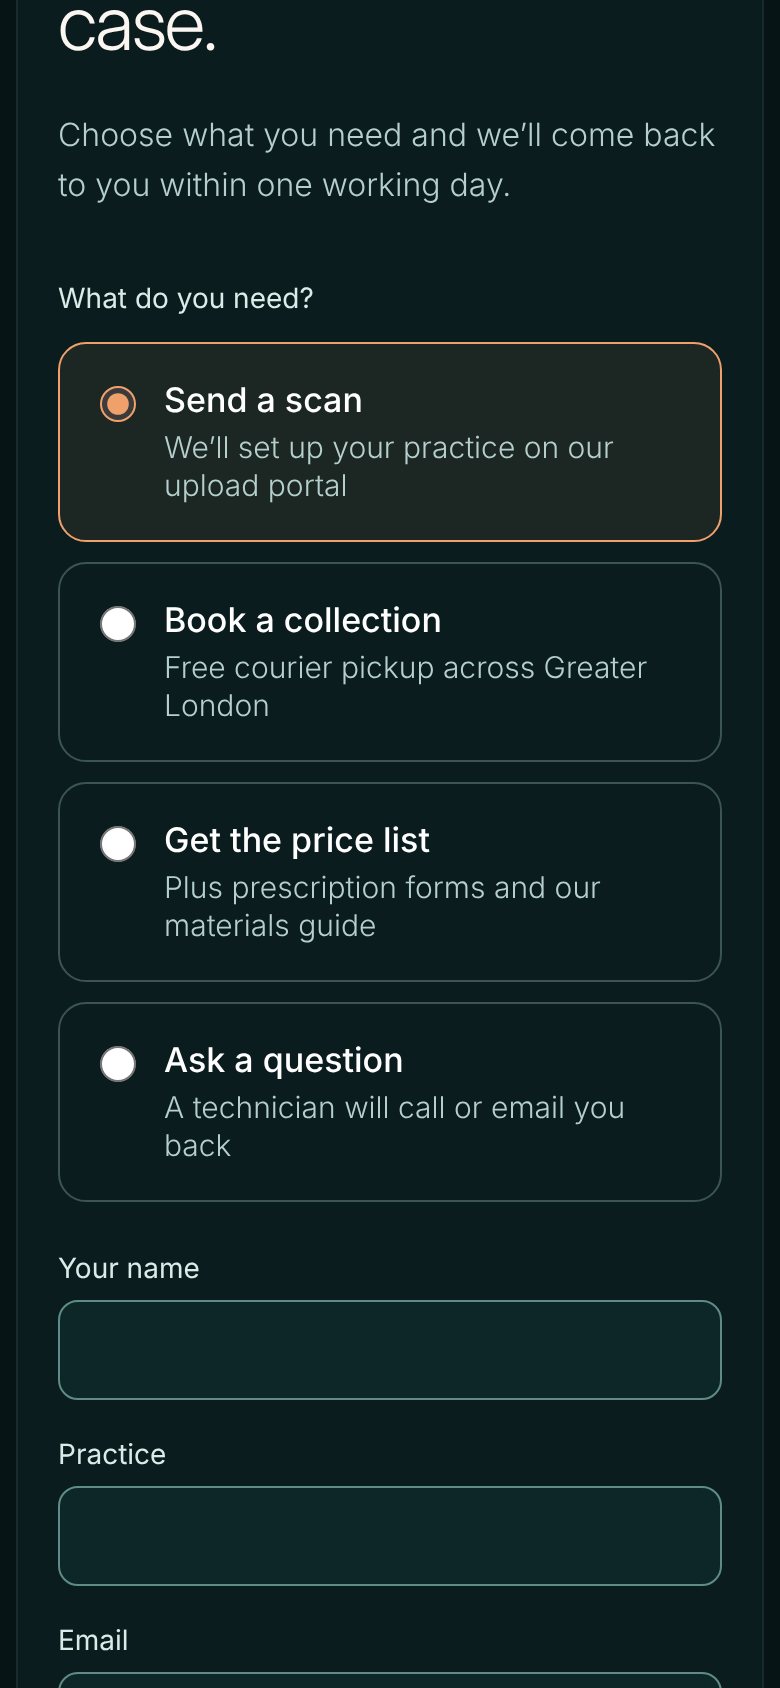 case.
Choose what you need and we’ll come back
to you within one working day.
What do you need?
Send a scan
We’ll set up your practice on our
upload portal
Book a collection
Free courier pickup across Greater
London
Get the price list
Plus prescription forms and our
materials guide
Ask a question
A technician will call or email you
back
Your name
Practice
Email